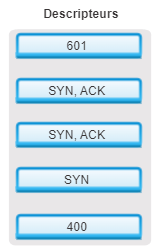 Descripteurs
601
SYN, ACK
SYN, ACK
SYN
400